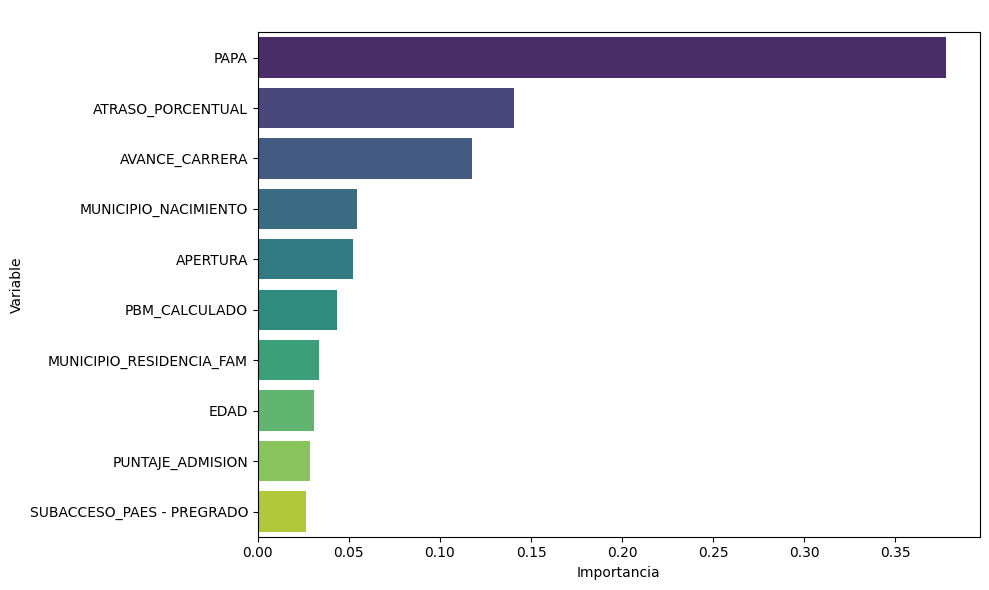 PAPA
ATRASO_PORCENTUAL
AVANCE_CARRERA
MUNICIPIO_NACIMIENTO
APERTURA
PBM_CALCULADO
MUNICIPIO_RESIDENCIA_FAM
EDAD
PUNTAJE_ADMISION
SUBACCESO_PAES - PREGRADO
Variable
0.00 0.05 0.10 0.15 0.20 0.25 0.30 0.35
Importancia